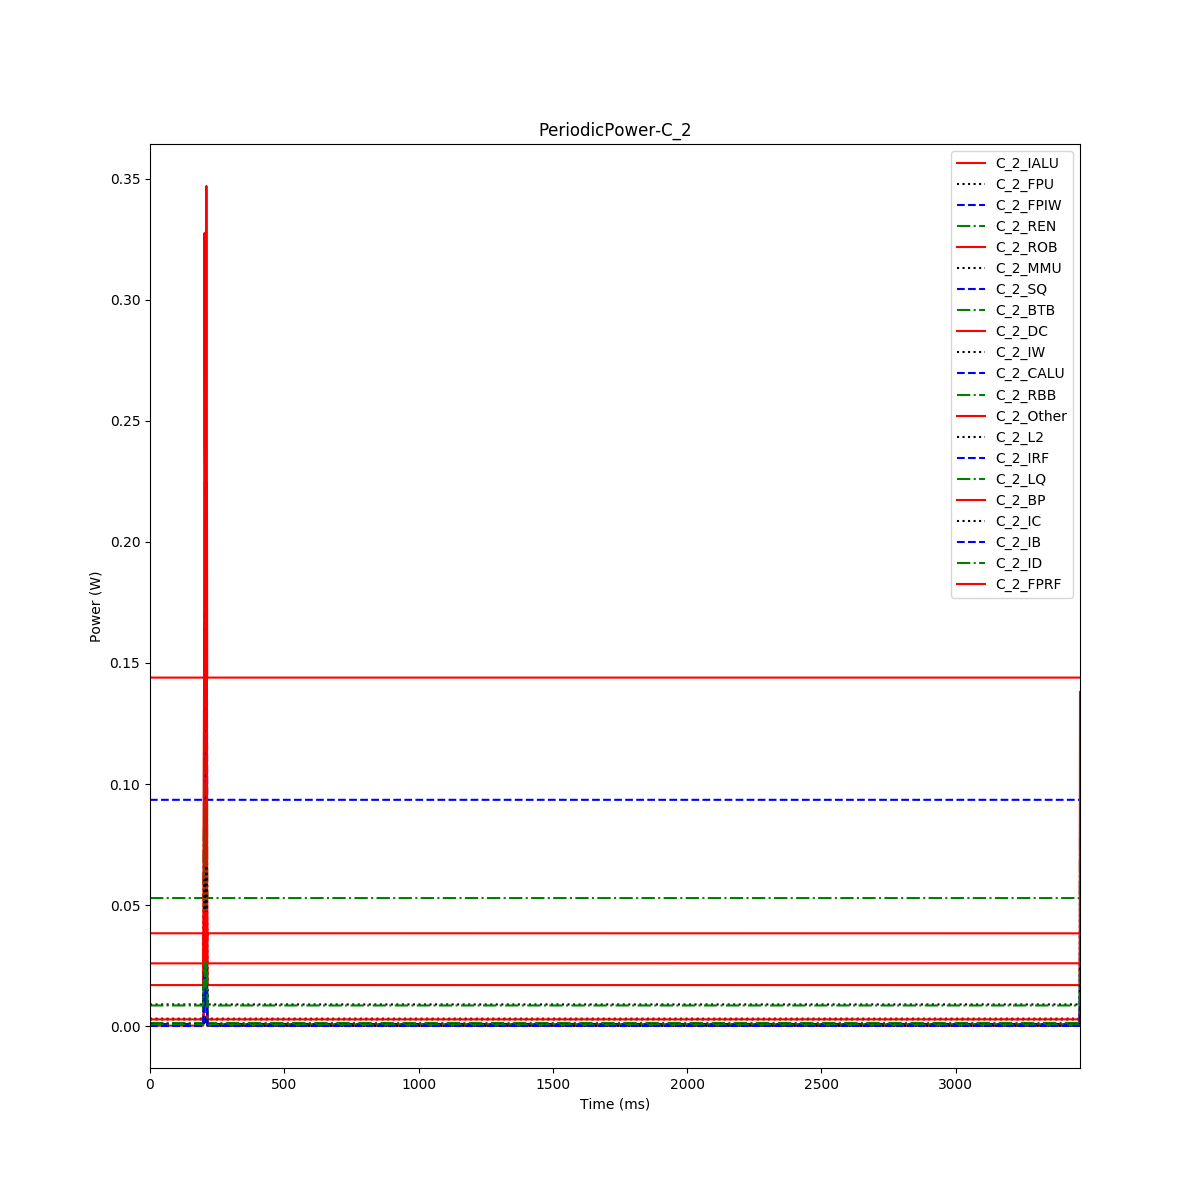 PeriodicPower-C_2
C_2_IALU
C_2_FPU
C_2_FPIW
C_2_REN
C_2_ROB
C_2_MMU
C_2_SQ
C_2_BTB
C_2_DC
C_2_IW
C_2_CALU
C_2_RBB
C_2_Other
C_2_L2
C_2_IRF
C_2_LQ
C_2_BP
C_2_IC
C_2_IB
C_2_ID
C_2_FPRF
0.35
0.30
0.25
0.20
0.15
0.10
0.05
0.00
Power (W)
0 500 1000 1500 2000 2500 3000
Time (ms)